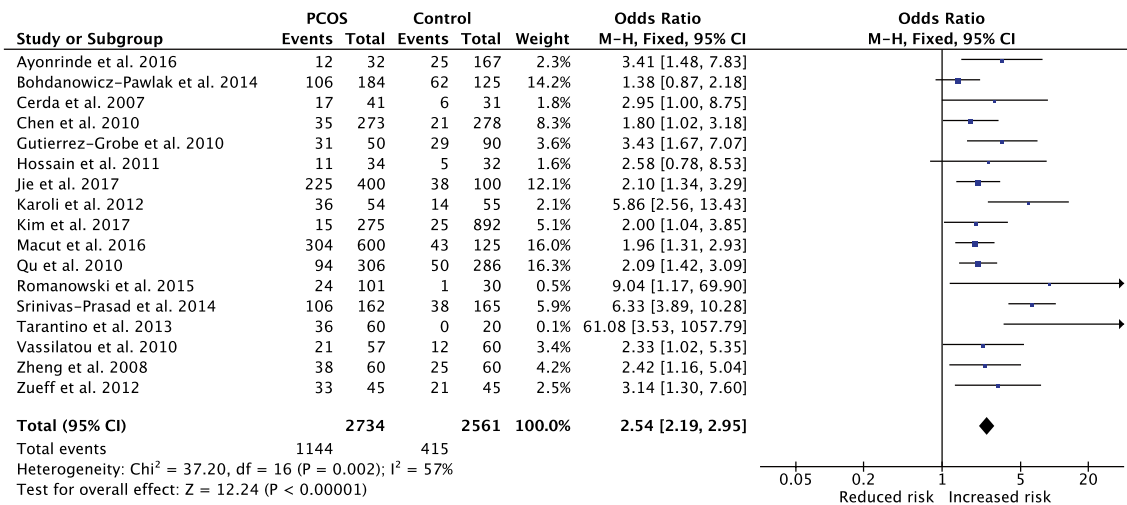 PCOS Control Odds Ratio Odds Ratio
Study or Subgroup Events Total Events Total Weight M-H, Fixed, 95% CI M-H, Fixed, 95% CI
Ayonrinde et al. 2016 12 32 25 167 2.3% 3.41 [1.48, 7.83]
Bohdanowicz-Pawlak et al. 2014 106 184 62 125 14.2% 1.38 [0.87, 2.18]
Cerda et al. 2007 17 41 6 31 1.8% 2.95 [1.00, 8.75]
Chen et al. 2010 35 273 21 278 8.3% 1.80 [1.02, 3.18]
Gutierrez-Grobe et al. 2010 31 50 29 90 3.6% 3.43 [1.67, 7.07]
Hossain et al. 2011 11 34 5 32 1.6% 2.58 [0.78, 8.53]
Jie et al. 2017 225 400 38 100 12.1% 2.10 [1.34, 3.29]
Karoli et al. 2012 36 54 14 55 2.1% 5.86 [2.56, 13.43]
Kim et al. 2017 15 275 25 892 5.1% 2.00 [1.04, 3.85]
Macut et al. 2016 304 600 43 125 16.0% 1.96 [1.31, 2.93]
Qu et al. 2010 94 306 50 286 16.3% 2.09 [1.42, 3.09]
Romanowski et al. 2015 24 101 1 30 0.5% 9.04 [1.17, 69.90]
Srinivas-Prasad et al. 2014 106 162 38 165 5.9% 6.33 [3.89, 10.28]
Tarantino et al. 2013 36 60 0 20 0.1% 61.08 [3.53, 1057.79]
Vassilatou et al. 2010 21 57 12 60 3.4% 2.33 [1.02, 5.35]
Zheng et al. 2008 38 60 25 60 4.2% 2.42 [1.16, 5.04]
Zueff et al. 2012 33 45 21 45 2.5% 3.14 [1.30, 7.60]
Total (95% CI) 2734 2561 100.0% 2.54 [2.19, 2.95]
Total events 1144 415
Heterogeneity: Chi² = 37.20, df = 16 (P = 0.002); I² = 57%
Test for overall effect: Z = 12.24 (P < 0.00001)
0.05 0.2 1 5 20
Reduced risk Increased risk